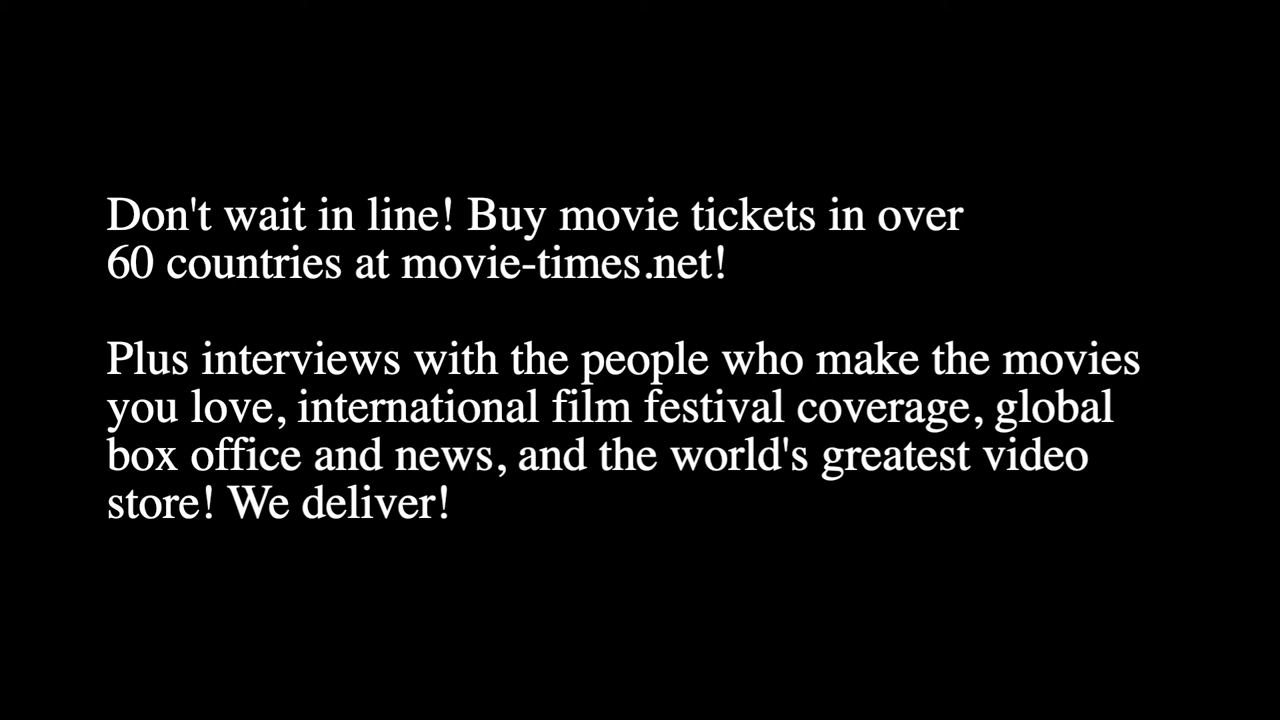 Don't wait in line! Buy movie tickets in over
60 countries at movie-times.net!
Plus interviews with the people who make the movies
you love, international film festival coverage, global
box office and news, and the world's greatest video
store! We deliver!